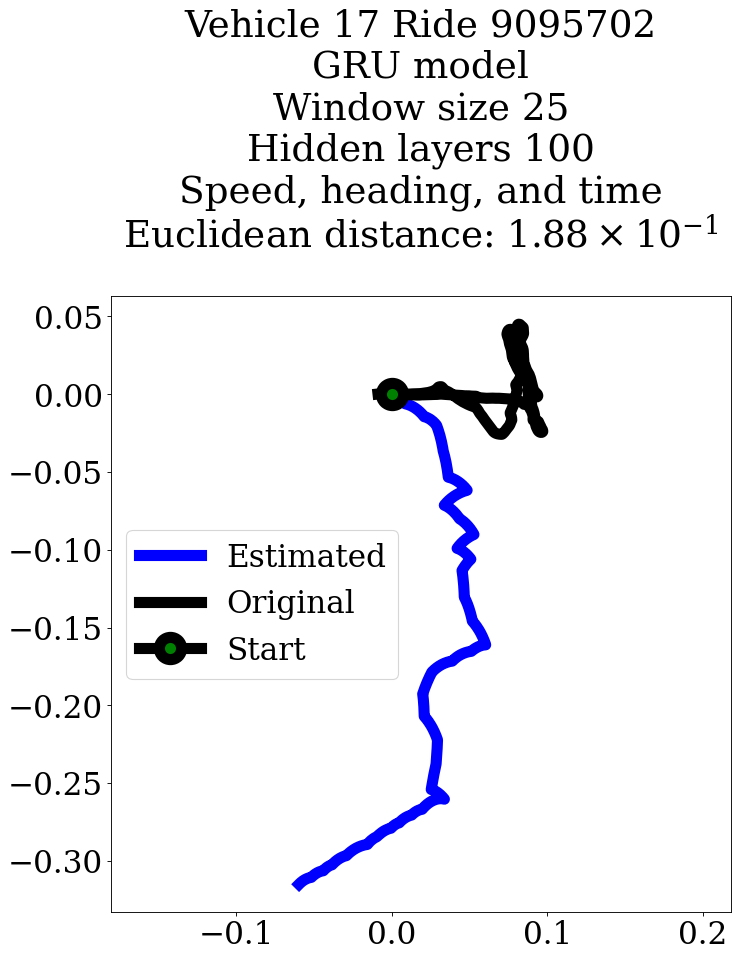 Vehicle 17 Ride 9095702
GRU model
Window size 25
Hidden layers 100
Speed, heading, and time
Euclidean distance: 1.88 × 10⁻¹
0.05
0.00
−0.05
−0.10
−0.15
−0.20
−0.25
−0.30
Estimated
Original
Start
−0.1 0.0 0.1 0.2